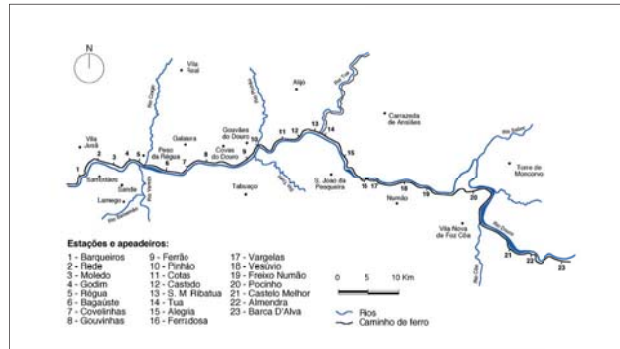 N
Vila Real
Alijó
Rio Corgo
Rio Pinhão
Rio Tua
Carrazeda de Ansiães
Vila Jusã
Galafura
Gouvães do Douro
Covas do Douro
Peso da Régua
Rio Sabor
Torre de Moncorvo
Sande
Lamego
Rio Varosa
Tabuaço
S. João da Pesqueira
Numão
Vila Nova de Foz Côa
Rio Côa
Rio Douro
1 2 3 4 5 6 7 8 9 10 11 12 13 14 15 16 17 18 19 20 21 22 23
Estações e apeadeiros:
1 - Barqueiros
2 - Rede
3 - Moledo
4 - Godim
5 - Régua
6 - Bagaúste
7 - Covelinhas
8 - Gouvinhas
9 - Ferrão
10 - Pinhão
11 - Cotas
12 - Castido
13 - S. M Ribatua
14 - Tua
15 - Alegria
16 - Ferradosa
17 - Vargelas
18 - Vesúvio
19 - Freixo Numão
20 - Pocinho
21 - Castelo Melhor
22 - Almendra
23 - Barca D'Alva
0 5 10 Km
Rios
Caminho de ferro